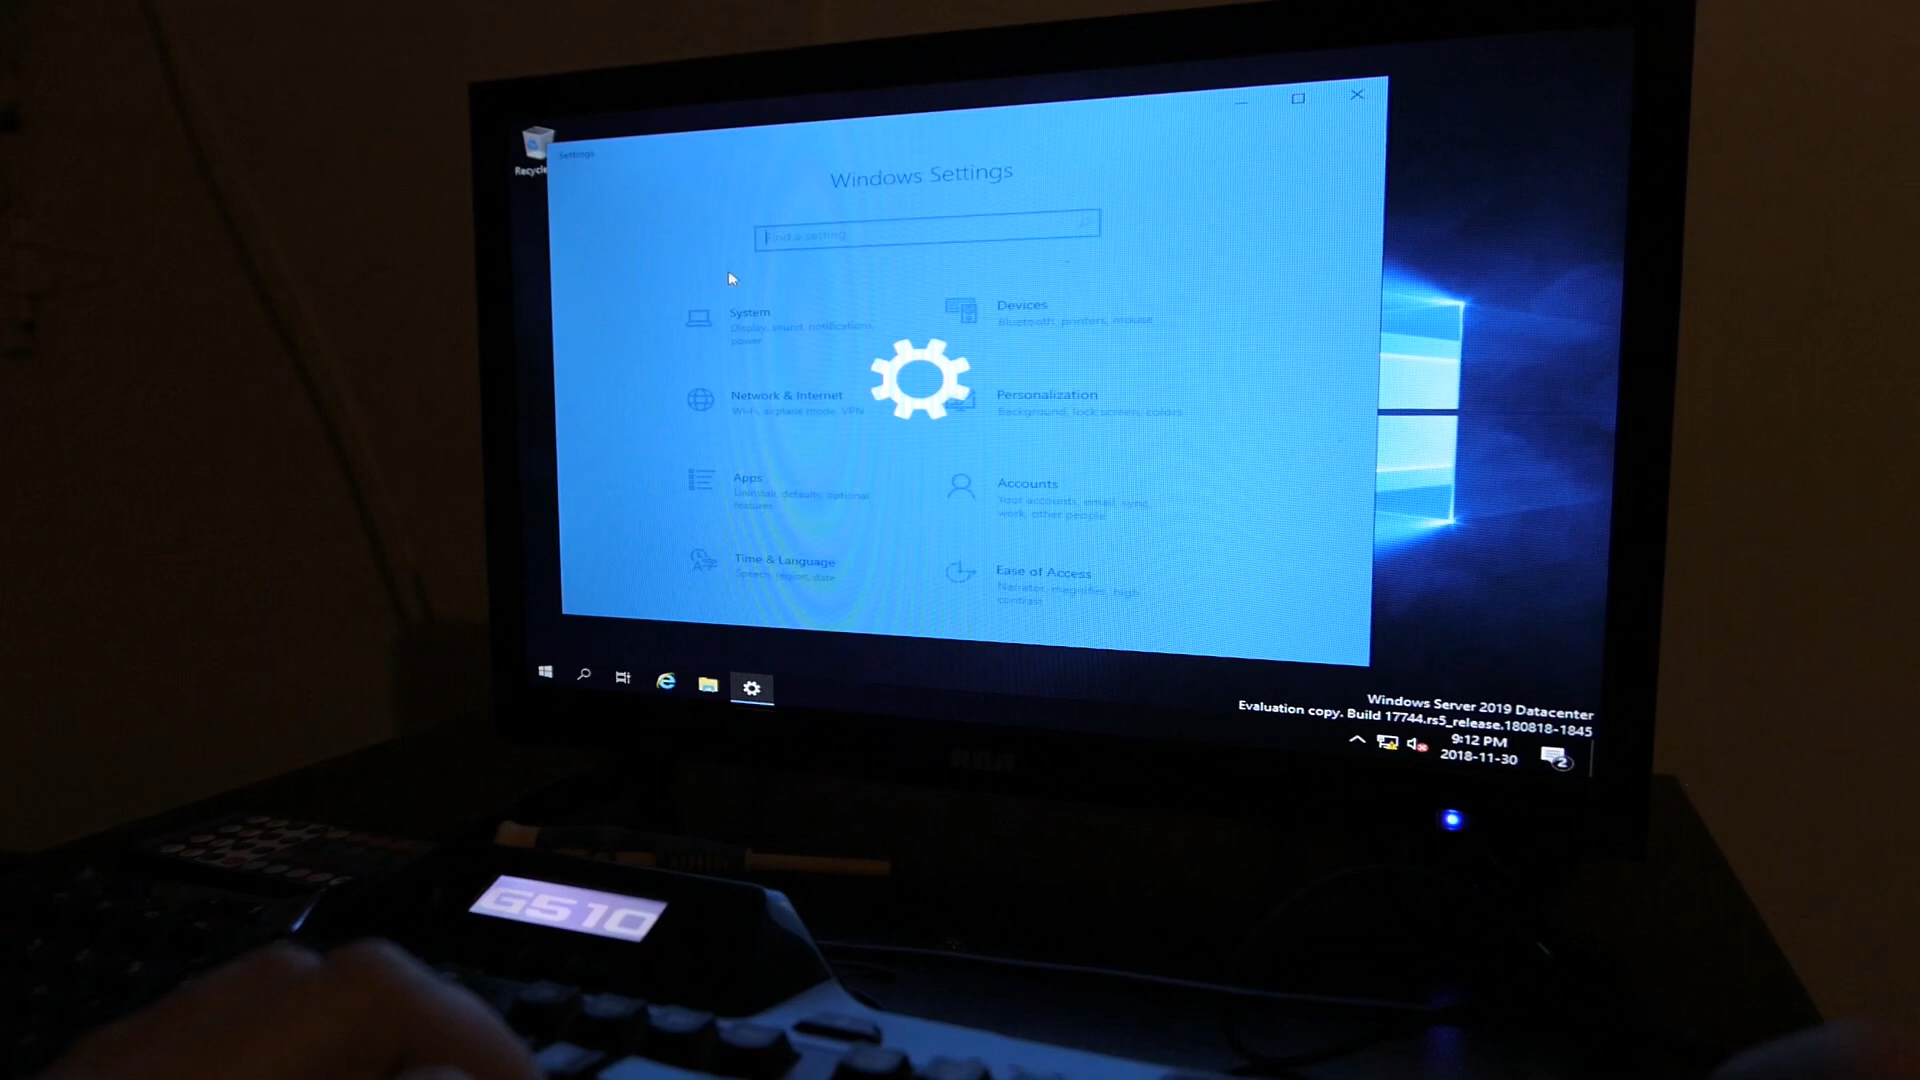 Recycle
Settings
Windows Settings
Find a setting
System
Display, sound, notifications,
power
Devices
Bluetooth, printers, mouse
Network & Internet
Wi-Fi, airplane mode, VPN
Personalization
Background, lock screen, colors
Apps
Uninstall, defaults, optional
features
Accounts
Your accounts, email, sync,
work, other people
Time & Language
Speech, region, date
Ease of Access
Narrator, magnifier, high
contrast
Windows Server 2019 Datacenter
Evaluation copy. Build 17744.rs5_release.180818-1845
9:12 PM
2018-11-30
2
RCA
G510